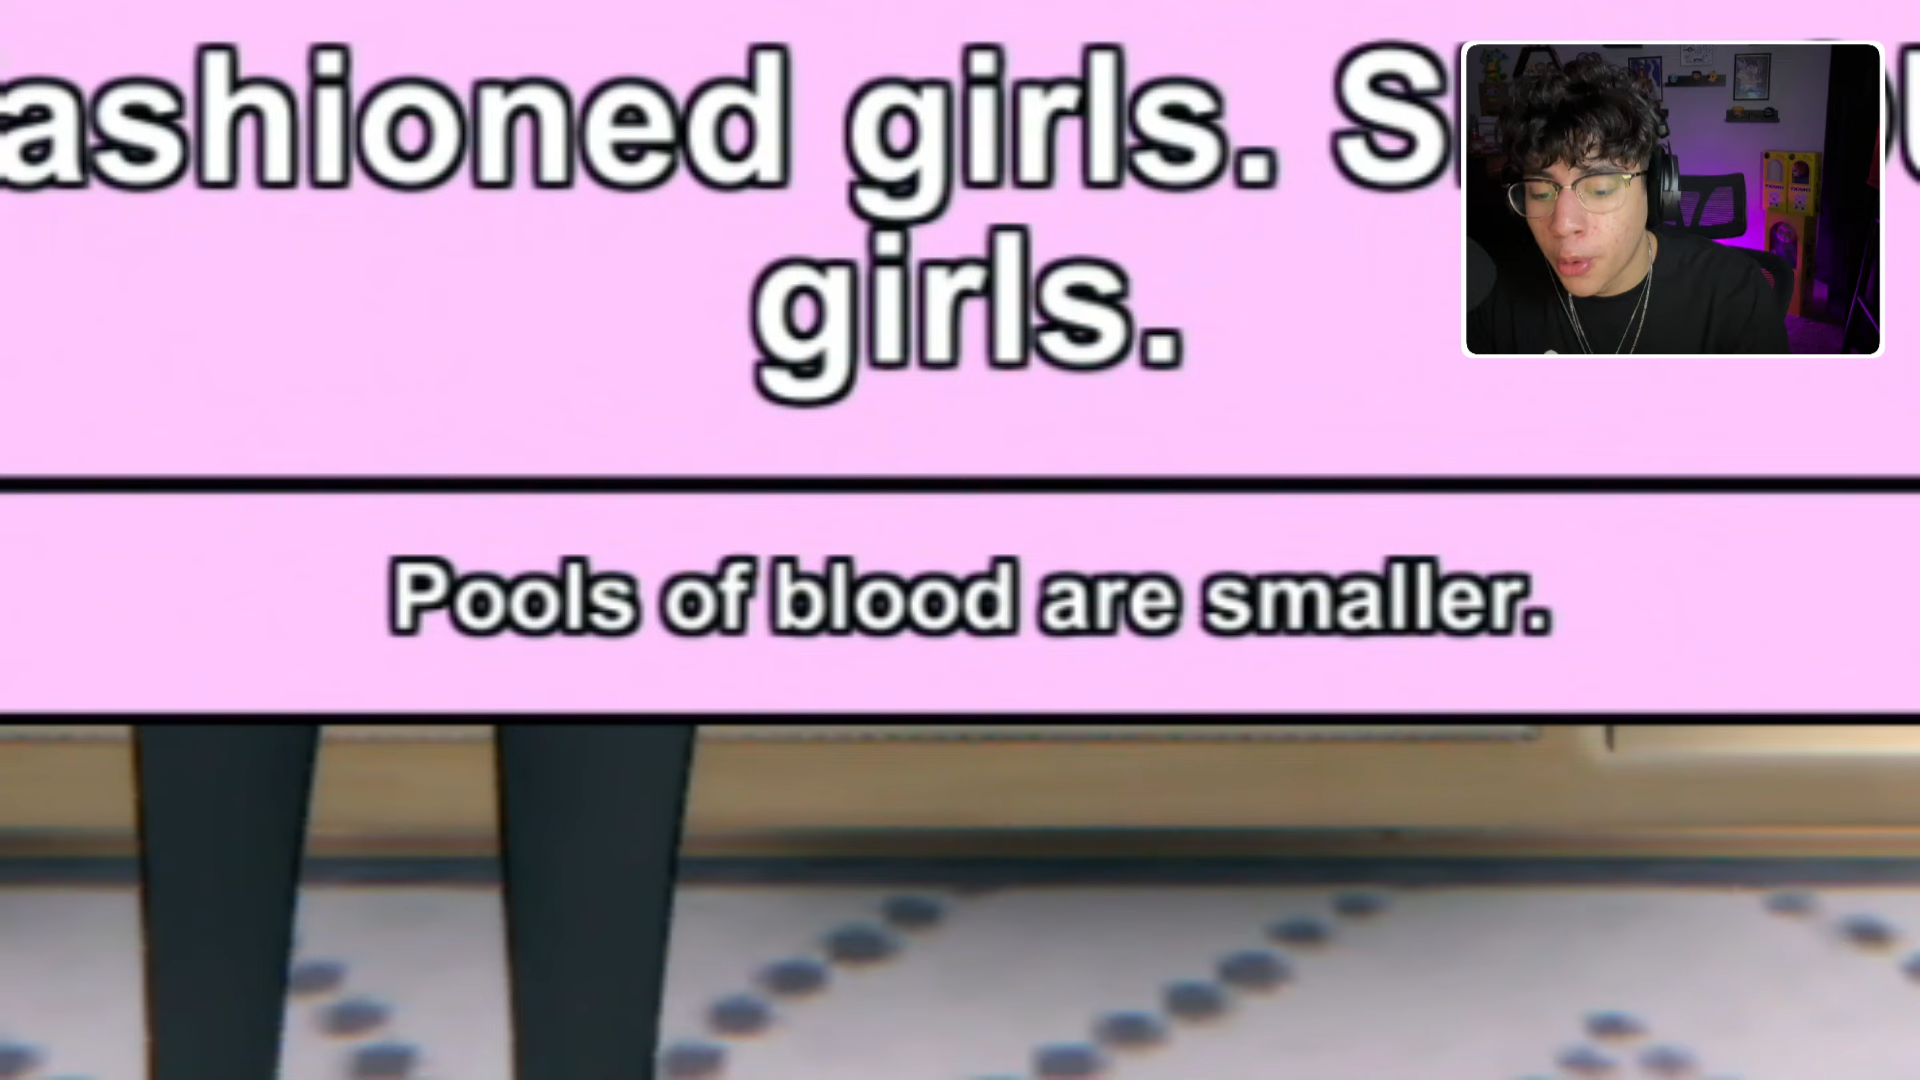 ashioned girls. S
girls.
Pools of blood are smaller.